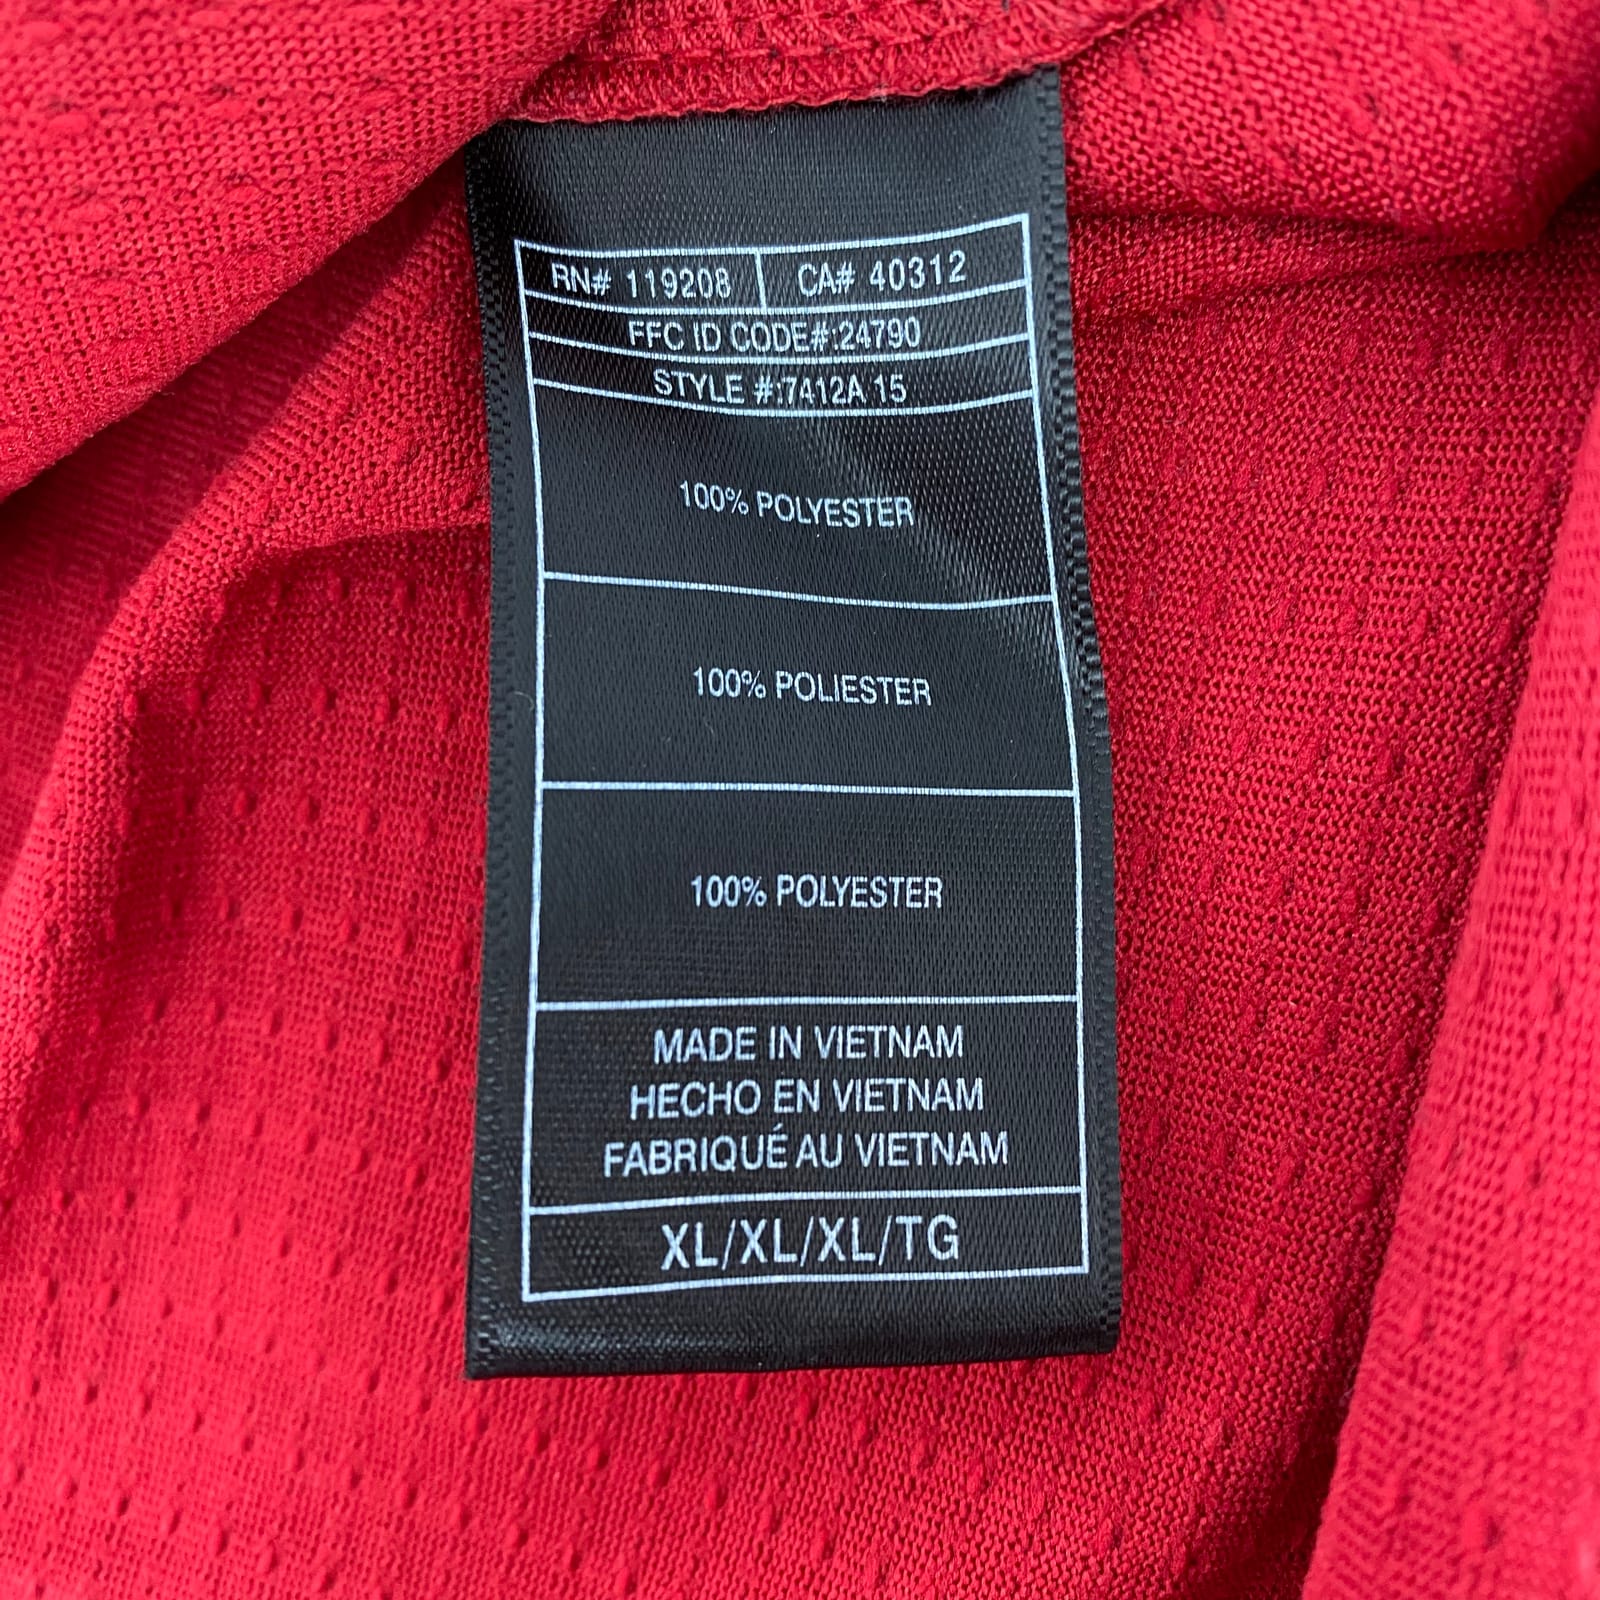 RN# 119208 CA# 40312
FFC ID CODE#:24790
STYLE #:7412A 15
100% POLYESTER
100% POLIESTER
100% POLYESTER
MADE IN VIETNAM
HECHO EN VIETNAM
FABRIQUÉ AU VIETNAM
XL/XL/XL/TG